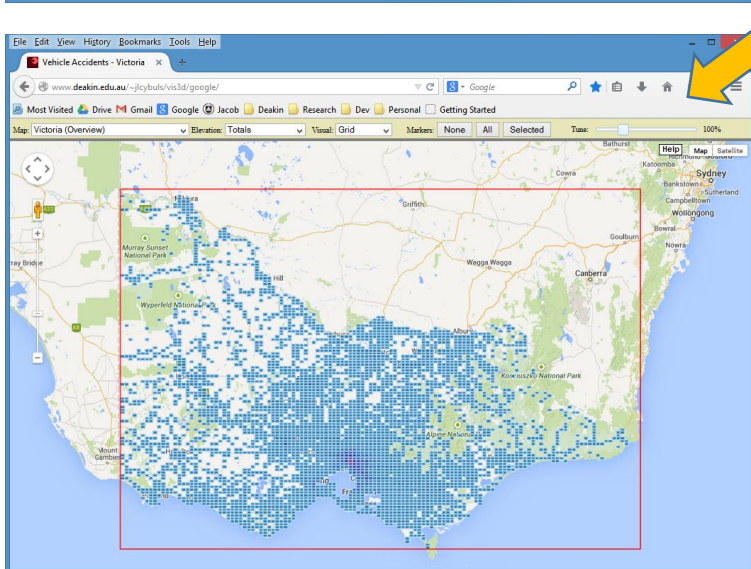 File Edit View History Bookmarks Tools Help
Vehicle Accidents - Victoria × +
www.deakin.edu.au/~jlcybuls/vis3d/google/ Google
Most Visited Drive Gmail Google Jacob Deakin Research Dev Personal Getting Started
Map: Victoria (Overview) Elevation: Totals Visual: Grid Markers: None All Selected Tune: 100%
Bathurst
Help Map Satellite
Katoomba
Cowra
Sydney
Bankstown
Sutherland
Campbelltown
Griffith
Wollongong
Bowral
Goulburn
Nowra
Murray Sunset
National Park
Wagga Wagga
Canberra
Hill
Wyperfeld National Park
Albury
Kosciuszko National Park
Alpine National
Mount
Gambier
Fra